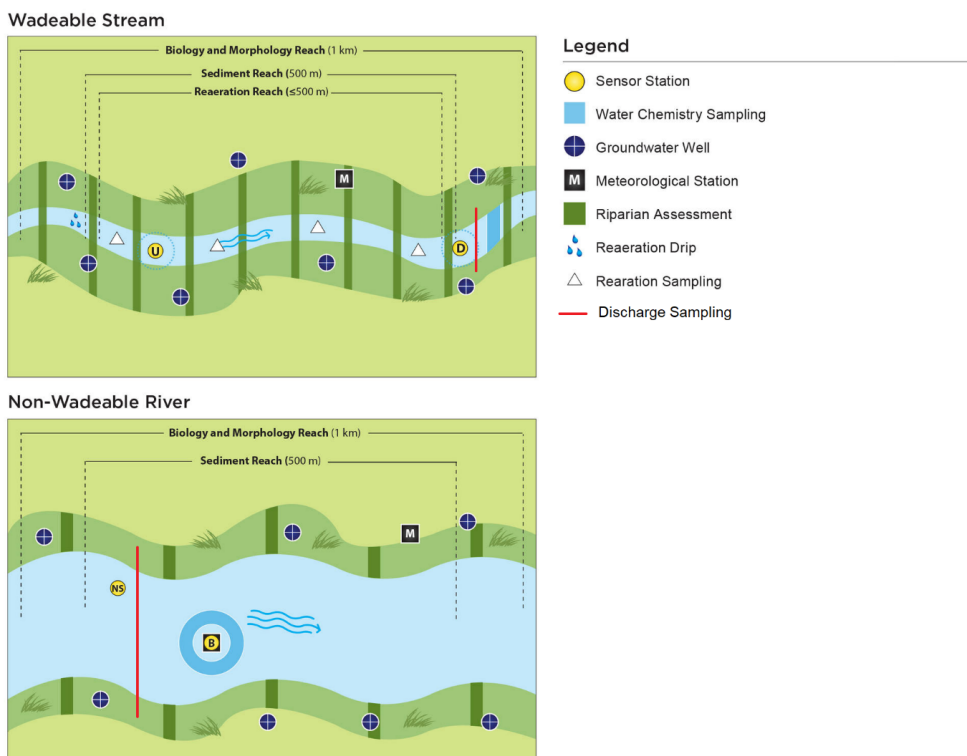 Wadeable Stream
Biology and Morphology Reach (1 km)
Sediment Reach (500 m)
Reaeration Reach (≤500 m)
M
U
D
Legend
Sensor Station
Water Chemistry Sampling
Groundwater Well
M Meteorological Station
Riparian Assessment
Reaeration Drip
Rearation Sampling
Discharge Sampling
Non-Wadeable River
Biology and Morphology Reach (1 km)
Sediment Reach (500 m)
M
NS
B